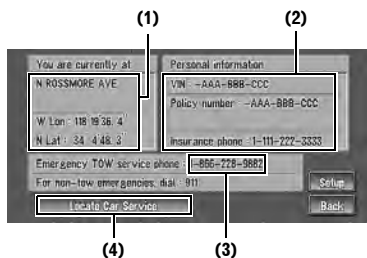 (1)
(2)
You are currently at
Personal information
N ROSSMORE AVE
VIN : -AAA-BBB-CCC
Policy number : -AAA-BBB-CCC
W Lon : 118 19 36. 4
N Lat : 34 4 48. 3
Insurance phone : 1-111-222-3333
Emergency TOW service phone : 1-866-228-9882
For non-tow emergencies, dial : 911
Setup
Locate Car Service
Back
(4)
(3)